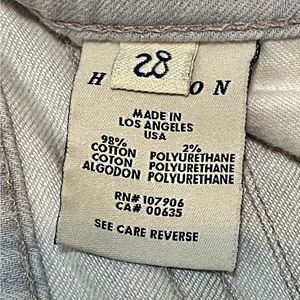 28
H ON
MADE IN
LOS ANGELES
USA
98% 2%
COTTON POLYURETHANE
COTON POLYURETHANE
ALGODON POLYURETHANE
RN# 107906
CA# 00635
SEE CARE REVERSE